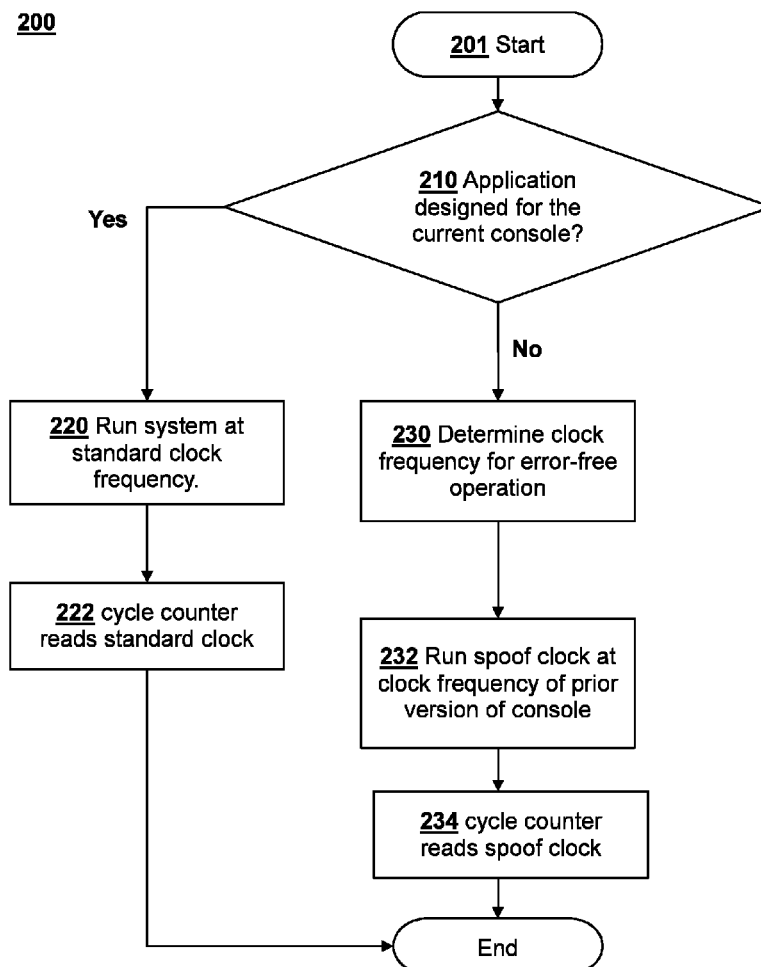 200
201 Start
210 Application
designed for the
current console?
Yes
No
220 Run system at
standard clock
frequency.
230 Determine clock
frequency for error-free
operation
222 cycle counter
reads standard clock
232 Run spoof clock at
clock frequency of prior
version of console
234 cycle counter
reads spoof clock
End